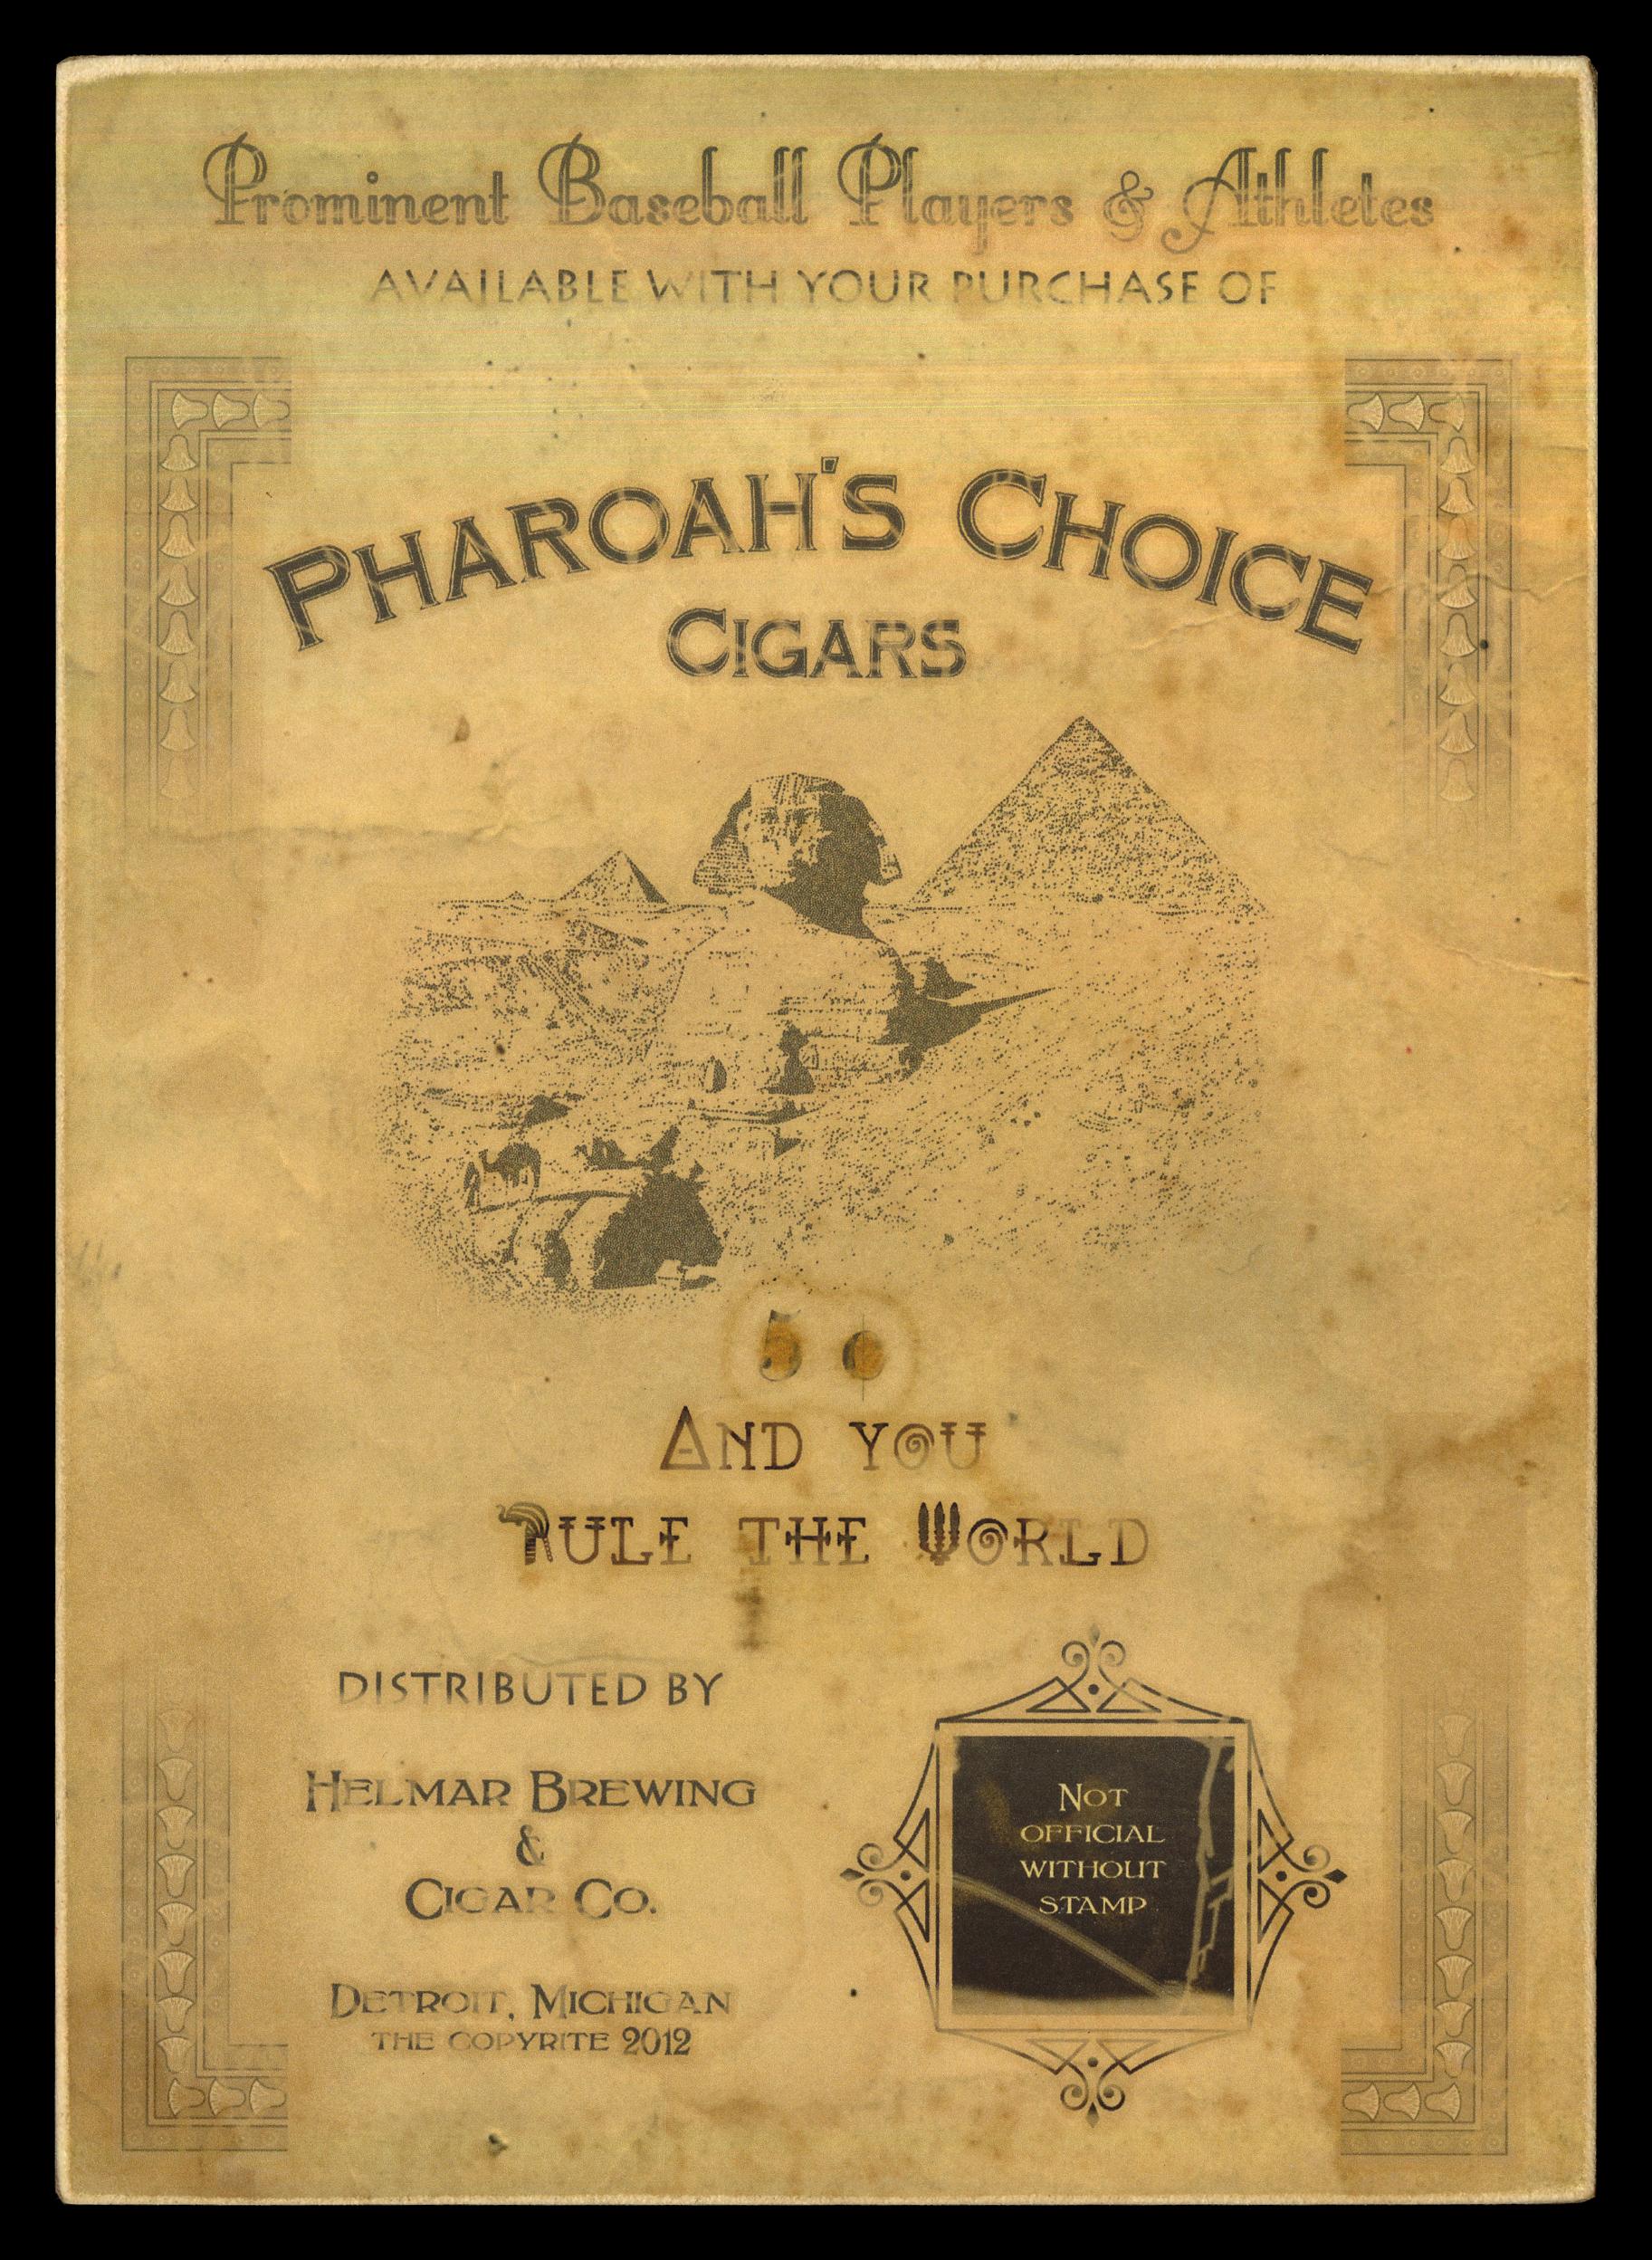 Prominent Baseball Players & Athletes
AVAILABLE WITH YOUR PURCHASE OF
PHAROAH'S CHOICE
CIGARS
5 ¢
AND YOU
RULE THE WORLD
DISTRIBUTED BY
HELMAR BREWING
&
CIGAR CO.
DETROIT, MICHIGAN
THE COPYRITE 2012
NOT
OFFICIAL
WITHOUT
STAMP